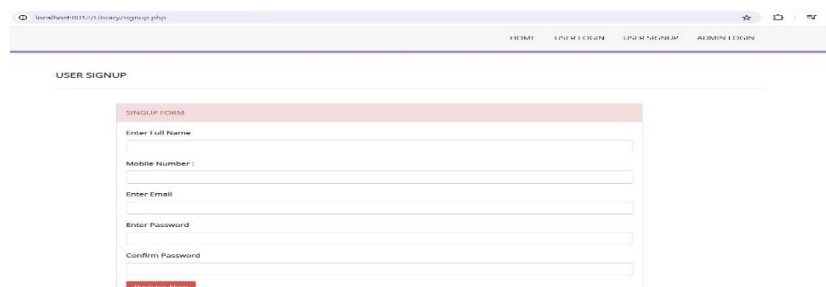 localhost:8012/Library/signup.php
HOME USER LOGIN USER SIGNUP ADMIN LOGIN
USER SIGNUP
SINGUP FORM
Enter Full Name
Mobile Number :
Enter Email
Enter Password
Confirm Password